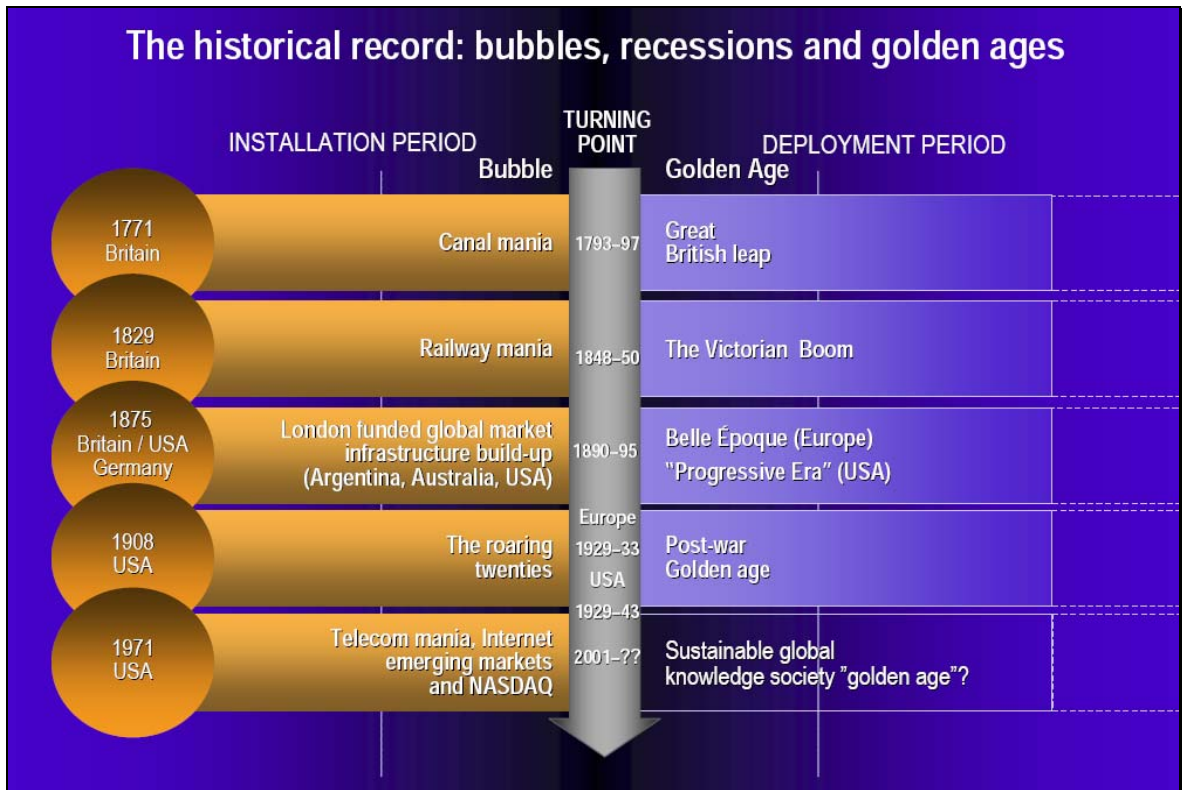 The historical record: bubbles, recessions and golden ages
INSTALLATION PERIOD
TURNING
POINT
DEPLOYMENT PERIOD
Bubble
Golden Age
1771
Britain
Canal mania
1793–97
Great
British leap
1829
Britain
Railway mania
1848–50
The Victorian Boom
1875
Britain / USA
Germany
London funded global market
infrastructure build-up
(Argentina, Australia, USA)
1890–95
Belle Époque (Europe)
"Progressive Era" (USA)
1908
USA
The roaring
twenties
Europe
1929–33
USA
1929–43
Post-war
Golden age
1971
USA
Telecom mania, Internet
emerging markets
and NASDAQ
2001–??
Sustainable global
knowledge society "golden age"?